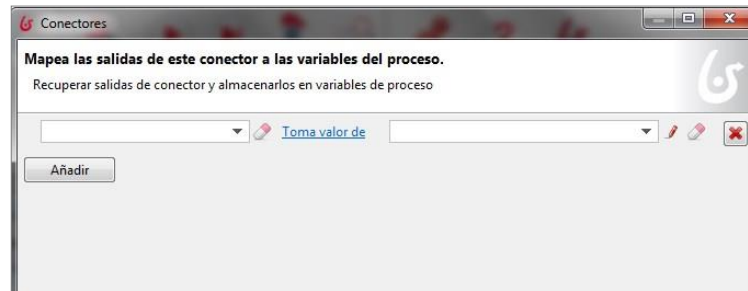 Conectores
Mapea las salidas de este conector a las variables del proceso.
Recuperar salidas de conector y almacenarlos en variables de proceso
Toma valor de
Añadir